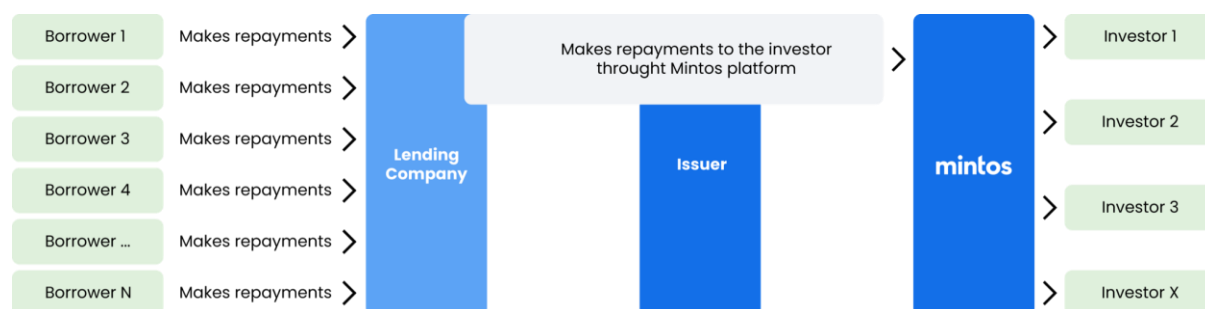 Borrower 1
Makes repayments
Makes repayments to the investor
throught Mintos platform
Investor 1
Borrower 2
Makes repayments
Investor 2
Borrower 3
Makes repayments
Lending
Company
Issuer
mintos
Borrower 4
Makes repayments
Investor 3
Borrower ...
Makes repayments
Borrower N
Makes repayments
Investor X